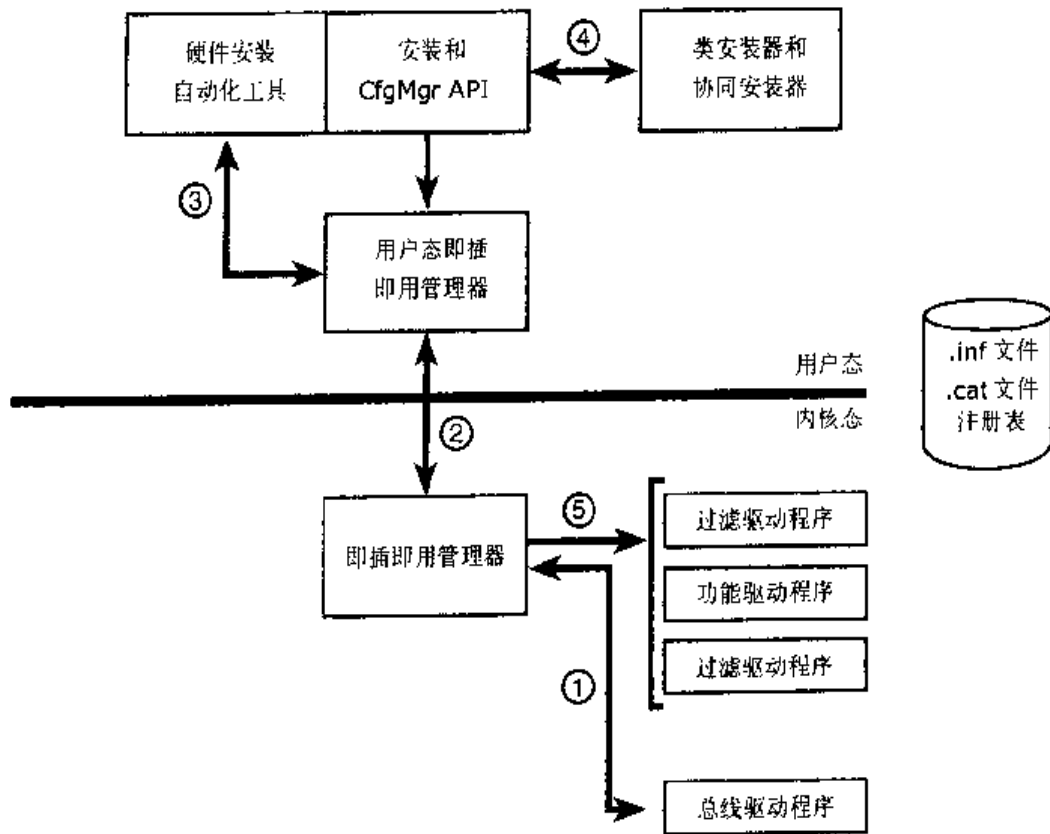 硬件安装
自动化工具
安装和
CfgMgr API
④
类安装器和
协同安装器
③
用户态即插
即用管理器
用户态
内核态
.inf 文件
.cat 文件
注册表
②
即插即用管理器
⑤
过滤驱动程序
功能驱动程序
过滤驱动程序
①
总线驱动程序